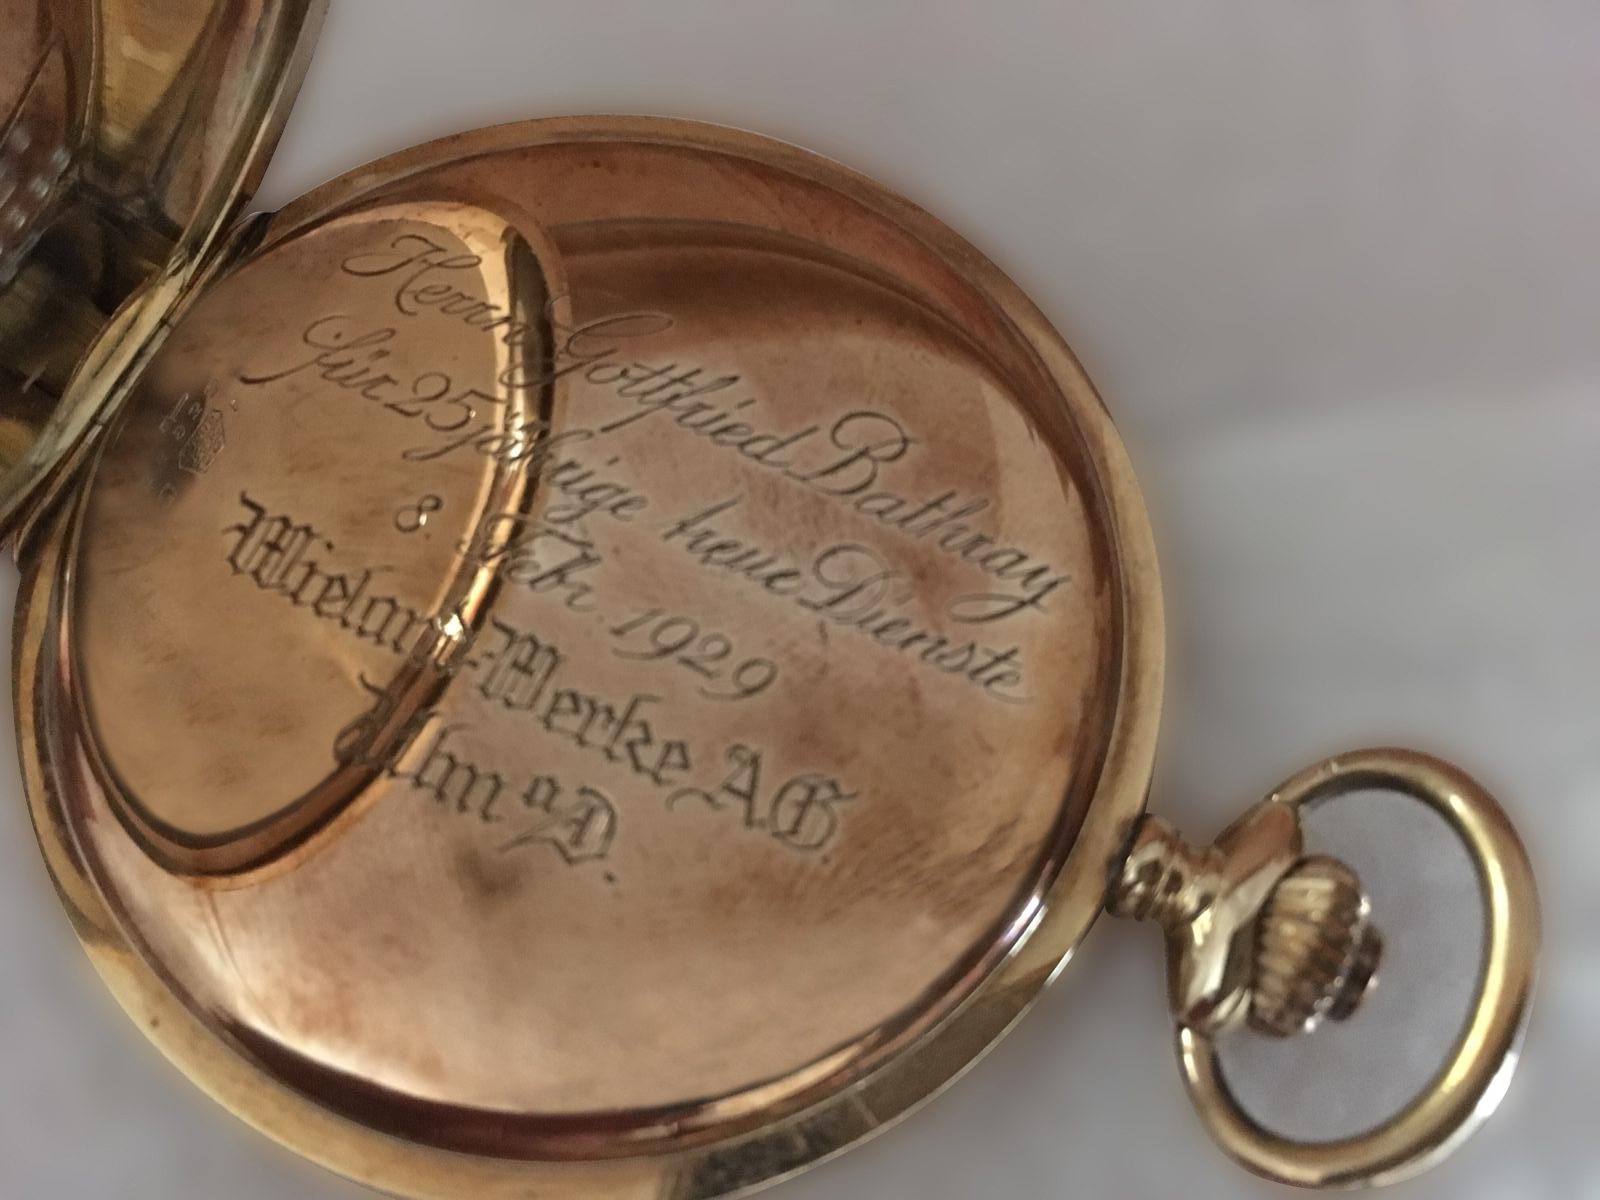 Herrn Gottfried Bathray
für 25jährige treue Dienste
8. Febr. 1929
Wieland-Werke A.G.
Ulm a/D.